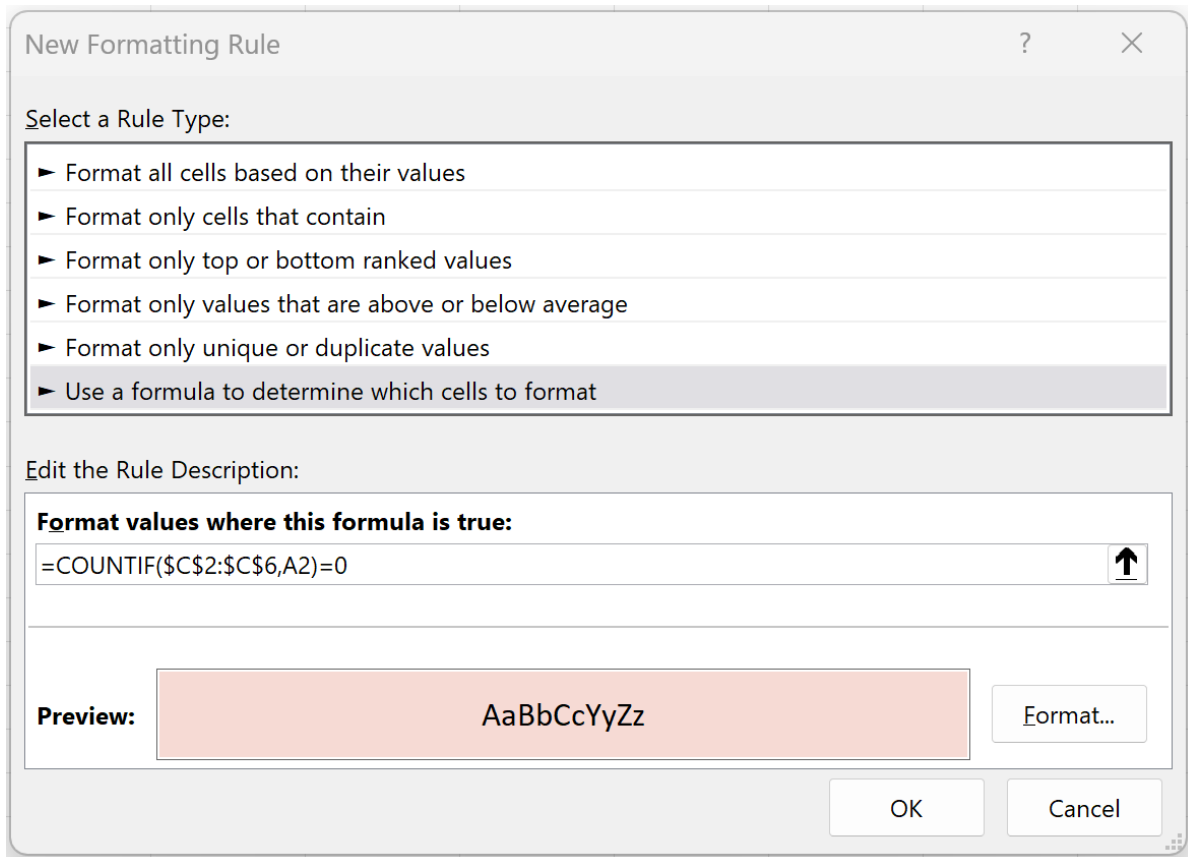 New Formatting Rule ?
Select a Rule Type:
► Format all cells based on their values
► Format only cells that contain
► Format only top or bottom ranked values
► Format only values that are above or below average
► Format only unique or duplicate values
► Use a formula to determine which cells to format
Edit the Rule Description:
Format values where this formula is true:
=COUNTIF($C$2:$C$6,A2)=0
Preview: AaBbCcYyZz Format...
OK Cancel